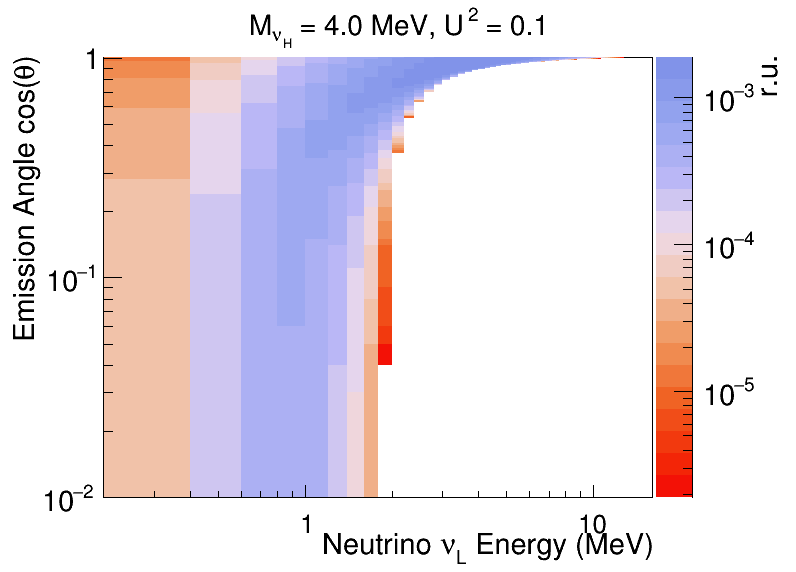 M_{ν_H} = 4.0 MeV, U² = 0.1
Emission Angle cos(θ)
1
10⁻¹
10⁻²
1
10
Neutrino ν_L Energy (MeV)
r.u.
10⁻³
10⁻⁴
10⁻⁵